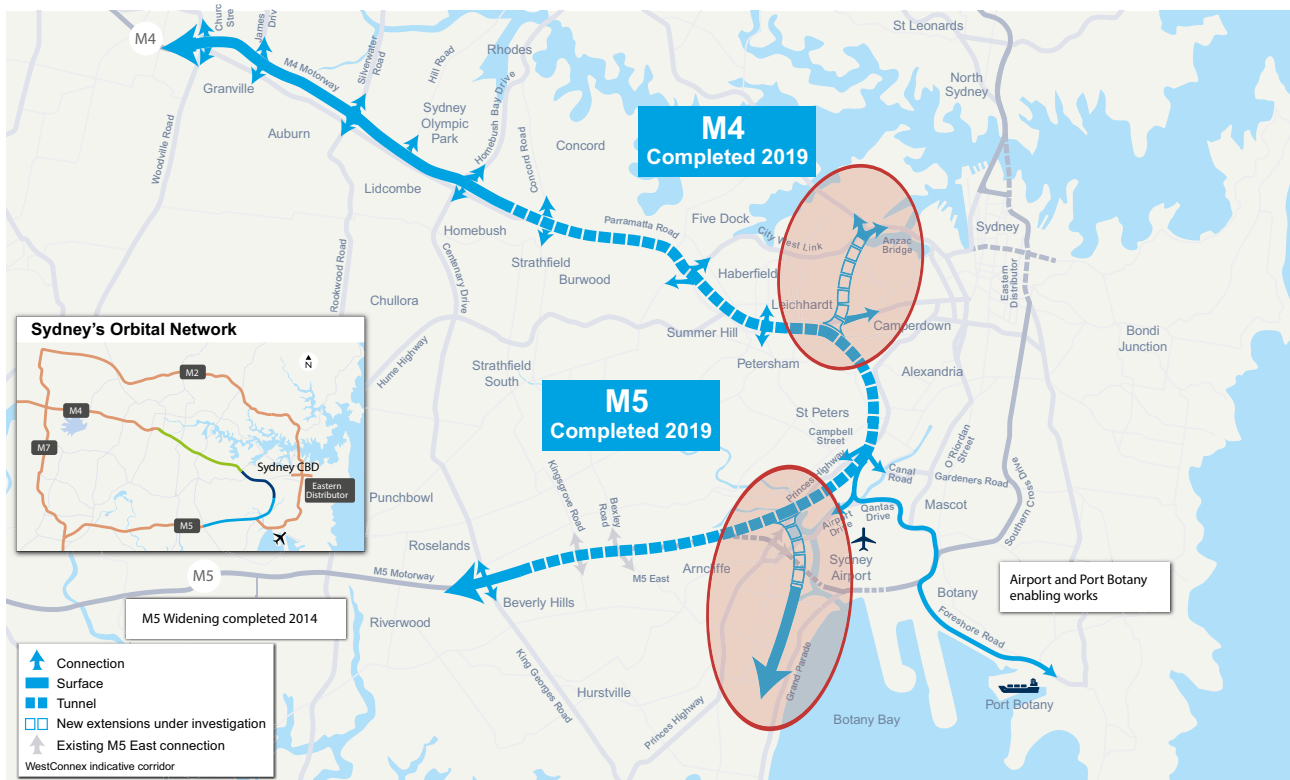 M4
Churc
Stre
James
Driv
M4 Motorway
Silverwater
Road
Hill Road
Rhodes
St Leonards
Granville
Woodville Road
Auburn
Sydney
Olympic
Park
Homebush Bay Drive
Concord Road
Concord
North
Sydney
M4
Completed 2019
Lidcombe
Homebush
Parramatta Road
Five Dock
City West Link
Anzac
Bridge
Sydney
Strathfield
Burwood
Haberfield
Eastern
Distributor
Rookwood Road
Centenary Drive
Chullora
Leichhardt
Summer Hill
Camperdown
Bondi
Junction
Hume Highway
Strathfield
South
Petersham
Alexandria
Sydney's Orbital Network
N
M2
M4
M7
Sydney CBD
Eastern
Distributor
M5
M5
Completed 2019
St Peters
Campbell
Street
O'Riordan
Street
Canal
Road
Gardeners Road
Princes Highway
Kingsgrove Road
Bexley
Road
Punchbowl
Mascot
Qantas
Drive
Airport
Drive
Southern Cross Drive
Roselands
M5
M5 Motorway
M5 East
Arncliffe
Sydney
Airport
Botany
Airport and Port Botany
enabling works
Beverly Hills
M5 Widening completed 2014
Riverwood
Foreshore Road
King Georges Road
Hurstville
Princes Highway
Grand Parade
Botany Bay
Port Botany
Connection
Surface
Tunnel
New extensions under investigation
Existing M5 East connection
WestConnex indicative corridor